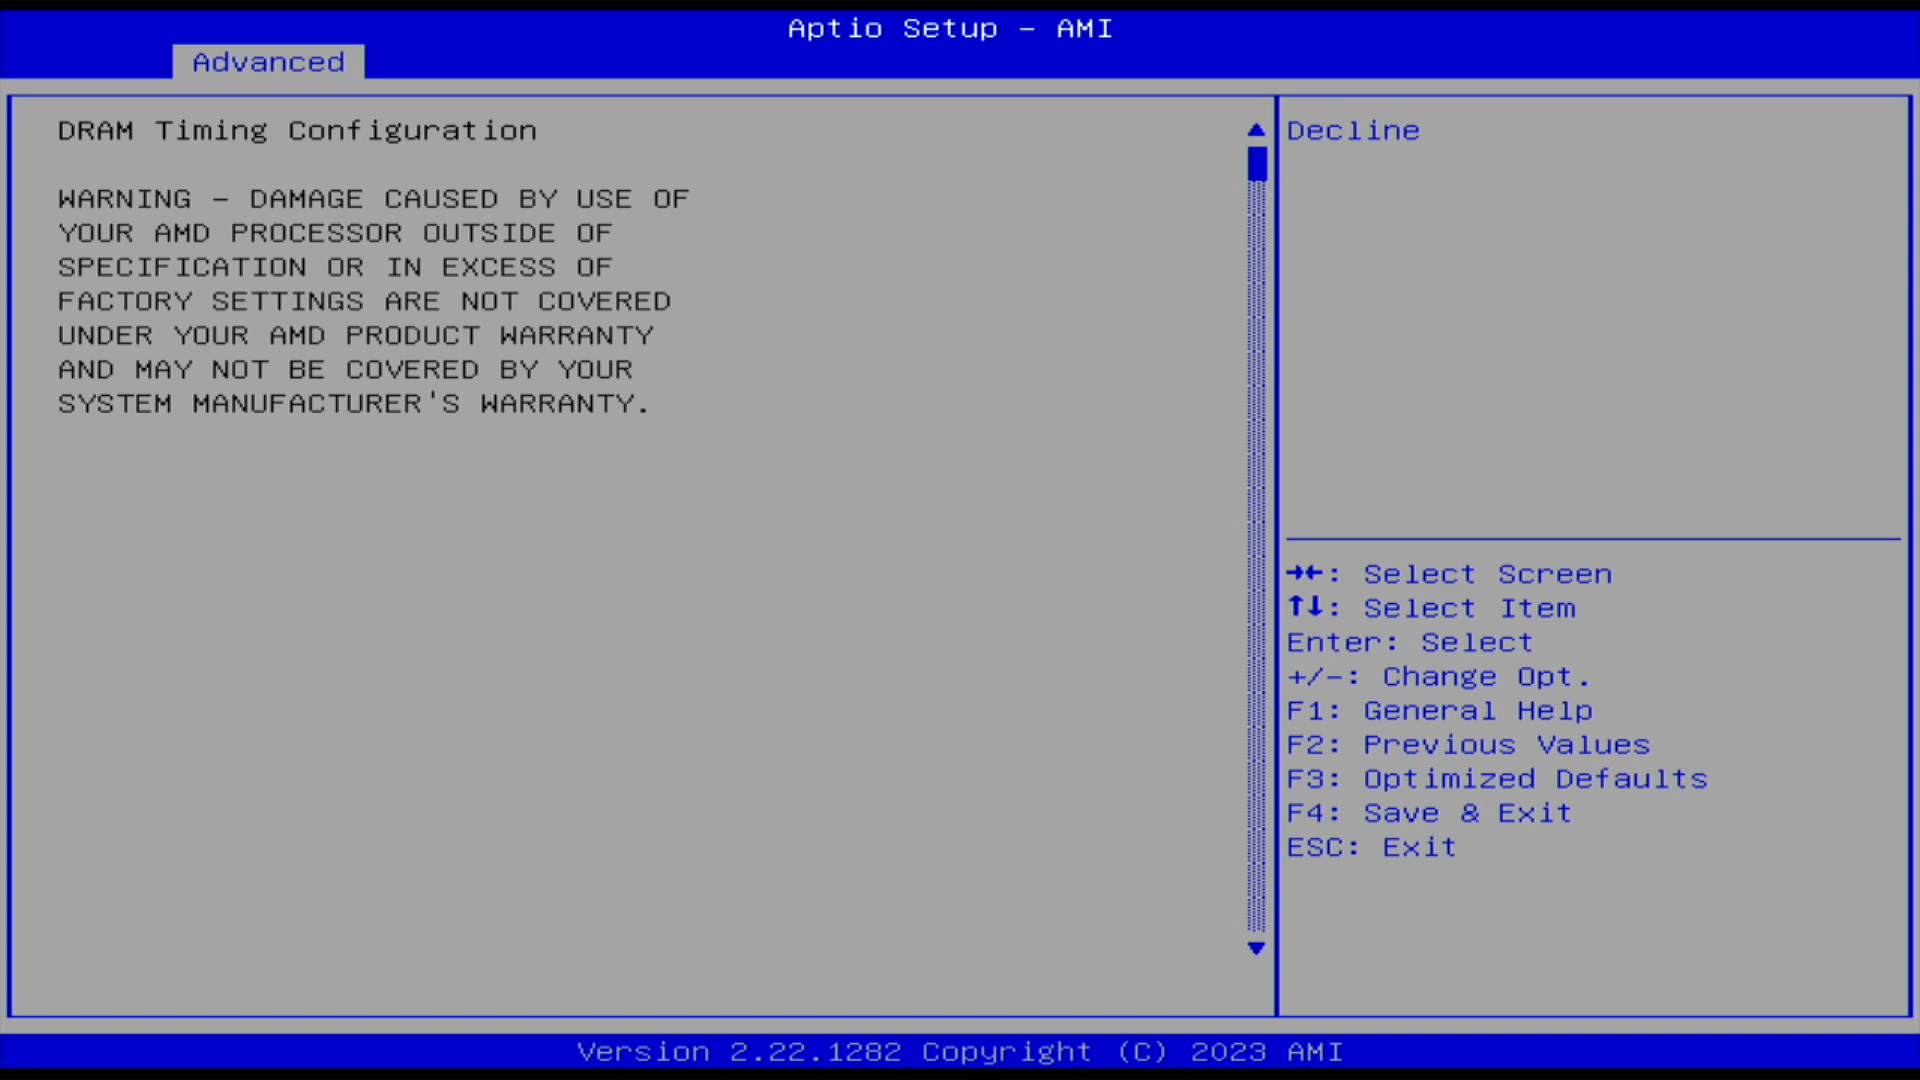 Aptio Setup - AMI
Advanced
DRAM Timing Configuration
WARNING - DAMAGE CAUSED BY USE OF
YOUR AMD PROCESSOR OUTSIDE OF
SPECIFICATION OR IN EXCESS OF
FACTORY SETTINGS ARE NOT COVERED
UNDER YOUR AMD PRODUCT WARRANTY
AND MAY NOT BE COVERED BY YOUR
SYSTEM MANUFACTURER'S WARRANTY.
Decline
→←: Select Screen
↑↓: Select Item
Enter: Select
+/-: Change Opt.
F1: General Help
F2: Previous Values
F3: Optimized Defaults
F4: Save & Exit
ESC: Exit
Version 2.22.1282 Copyright (C) 2023 AMI